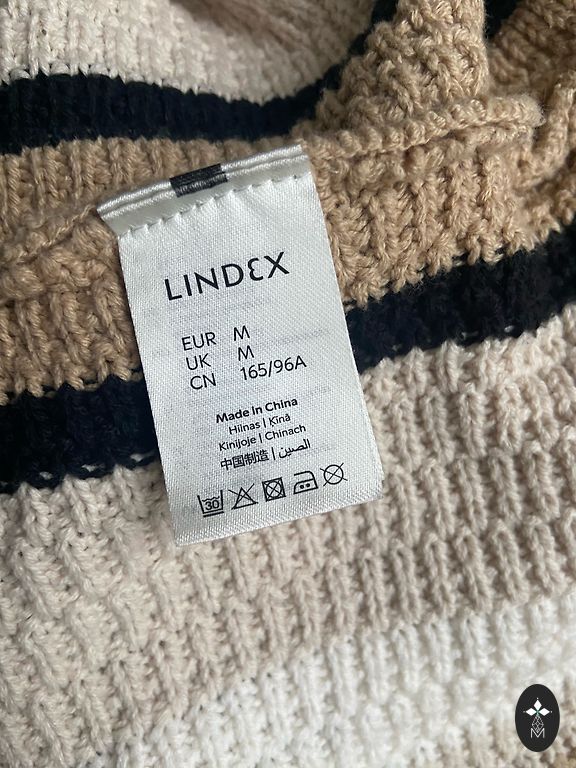 LINDEX
EUR M
UK M
CN 165/96A
Made In China
Hiinas | Ķīnā
Kinijoje | Chinach
中国制造 | الصين
30